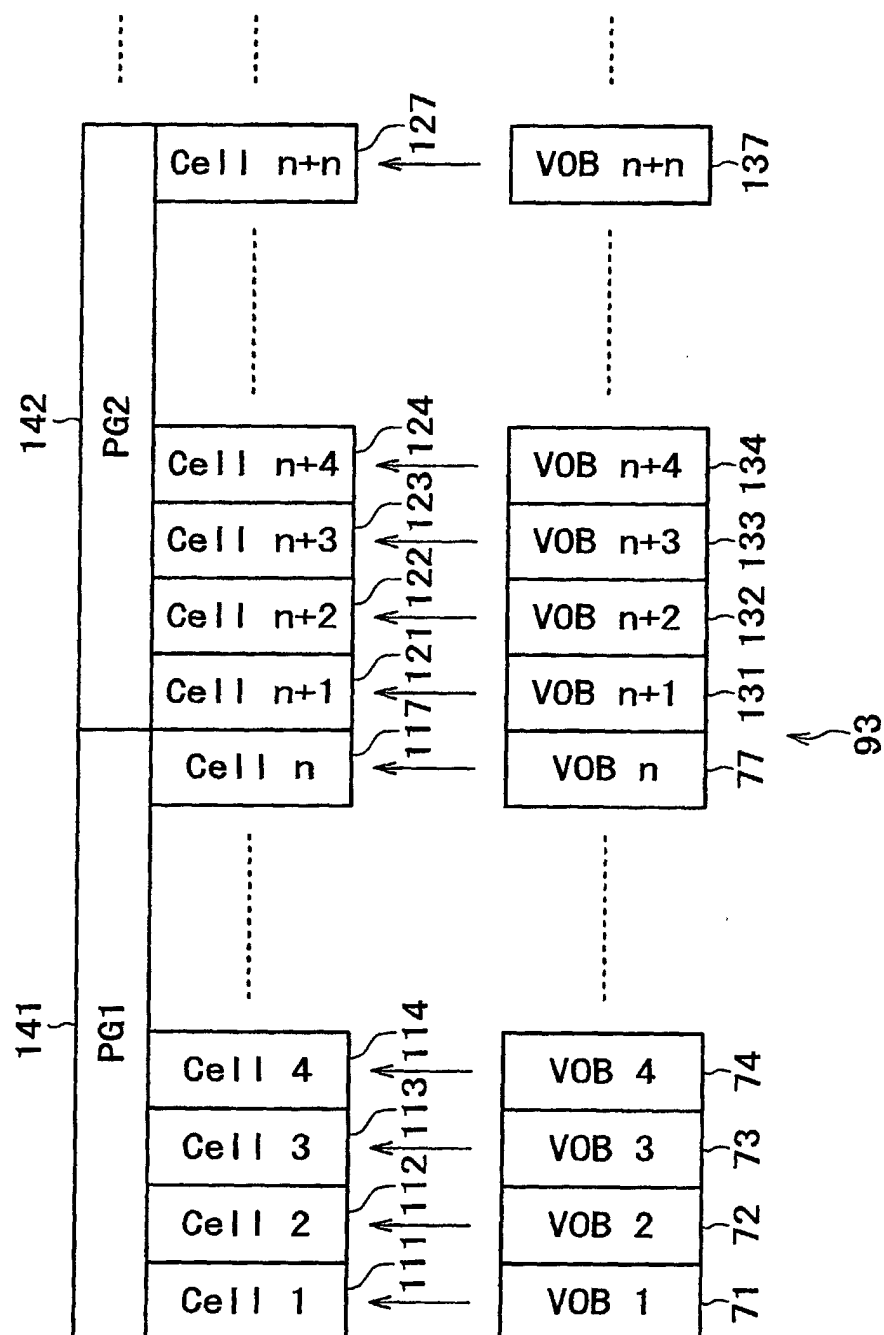 142
141
PG2
PG1
Cell n+n
127
VOB n+n
137
Cell n+4
124
VOB n+4
134
Cell n+3
123
VOB n+3
133
Cell n+2
122
VOB n+2
132
Cell n+1
121
VOB n+1
131
Cell n
117
VOB n
77
93
Cell 4
114
VOB 4
74
Cell 3
113
VOB 3
73
Cell 2
112
VOB 2
72
Cell 1
111
VOB 1
71